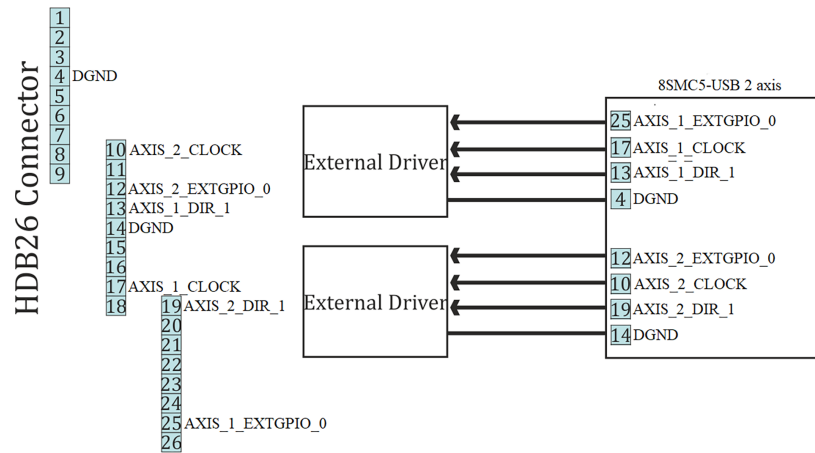 HDB26 Connector
1
2
3
4 DGND
5
6
7
8
9
10 AXIS_2_CLOCK
11
12 AXIS_2_EXTGPIO_0
13 AXIS_1_DIR_1
14 DGND
15
16
17 AXIS_1_CLOCK
18
19 AXIS_2_DIR_1
20
21
22
23
24
25 AXIS_1_EXTGPIO_0
26
External Driver
External Driver
8SMC5-USB 2 axis
25 AXIS_1_EXTGPIO_0
17 AXIS_1_CLOCK
13 AXIS_1_DIR_1
4 DGND
12 AXIS_2_EXTGPIO_0
10 AXIS_2_CLOCK
19 AXIS_2_DIR_1
14 DGND